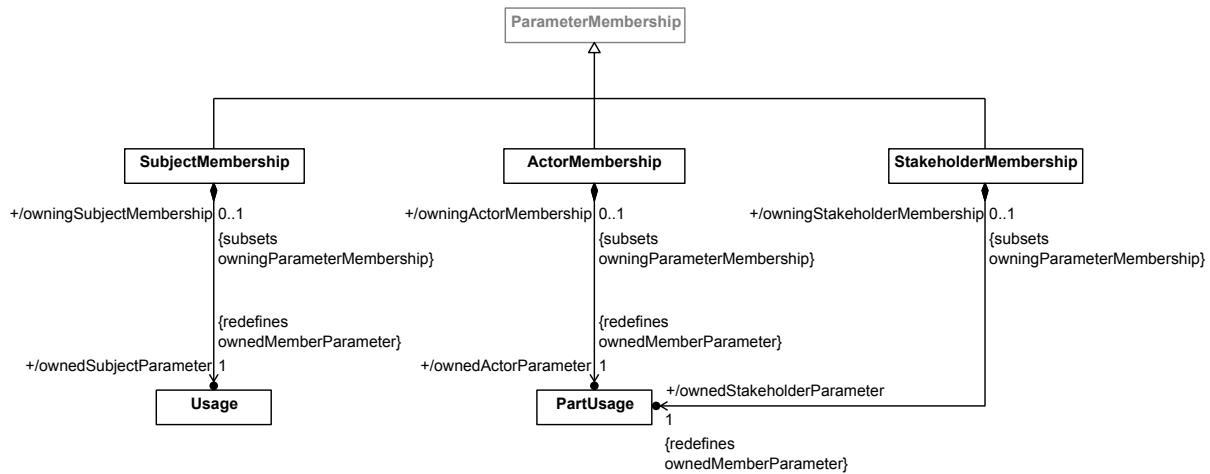 ParameterMembership
SubjectMembership
ActorMembership
StakeholderMembership
+/owningSubjectMembership 0..1
{subsets
owningParameterMembership}
+/owningActorMembership 0..1
{subsets
owningParameterMembership}
+/owningStakeholderMembership 0..1
{subsets
owningParameterMembership}
{redefines
ownedMemberParameter}
+/ownedSubjectParameter 1
{redefines
ownedMemberParameter}
+/ownedActorParameter 1
Usage
PartUsage
+/ownedStakeholderParameter
1
{redefines
ownedMemberParameter}